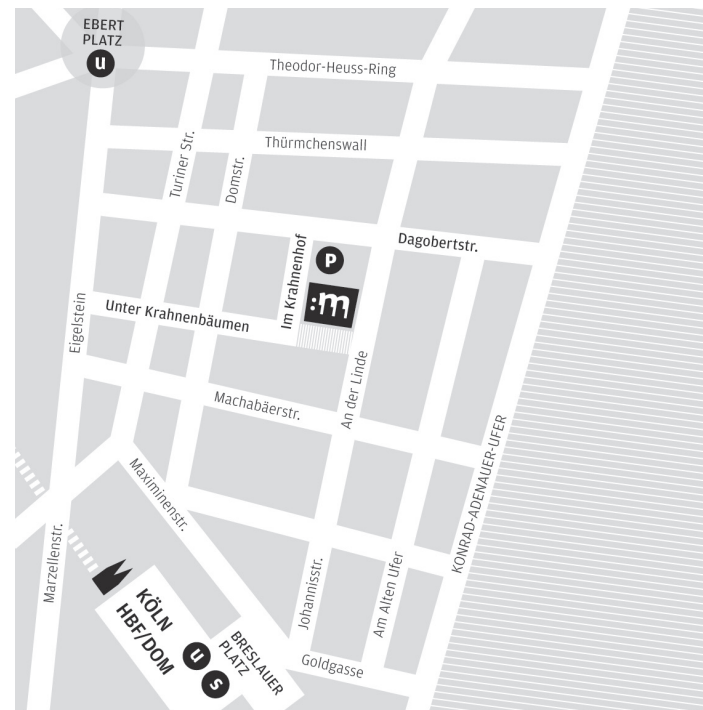 EBERT
PLATZ
u
Theodor-Heuss-Ring
Thürmchenswall
Turiner Str.
Domstr.
Dagobertstr.
Im Krahnenhof
P
:m
Unter Krahnenbäumen
Eigelstein
An der Linde
Machabäerstr.
KONRAD-ADENAUER-UFER
Maximinenstr.
Marzellenstr.
Johannisstr.
Am Alten Ufer
KÖLN
HBF/DOM
u
s
BRESLAUER
PLATZ
Goldgasse